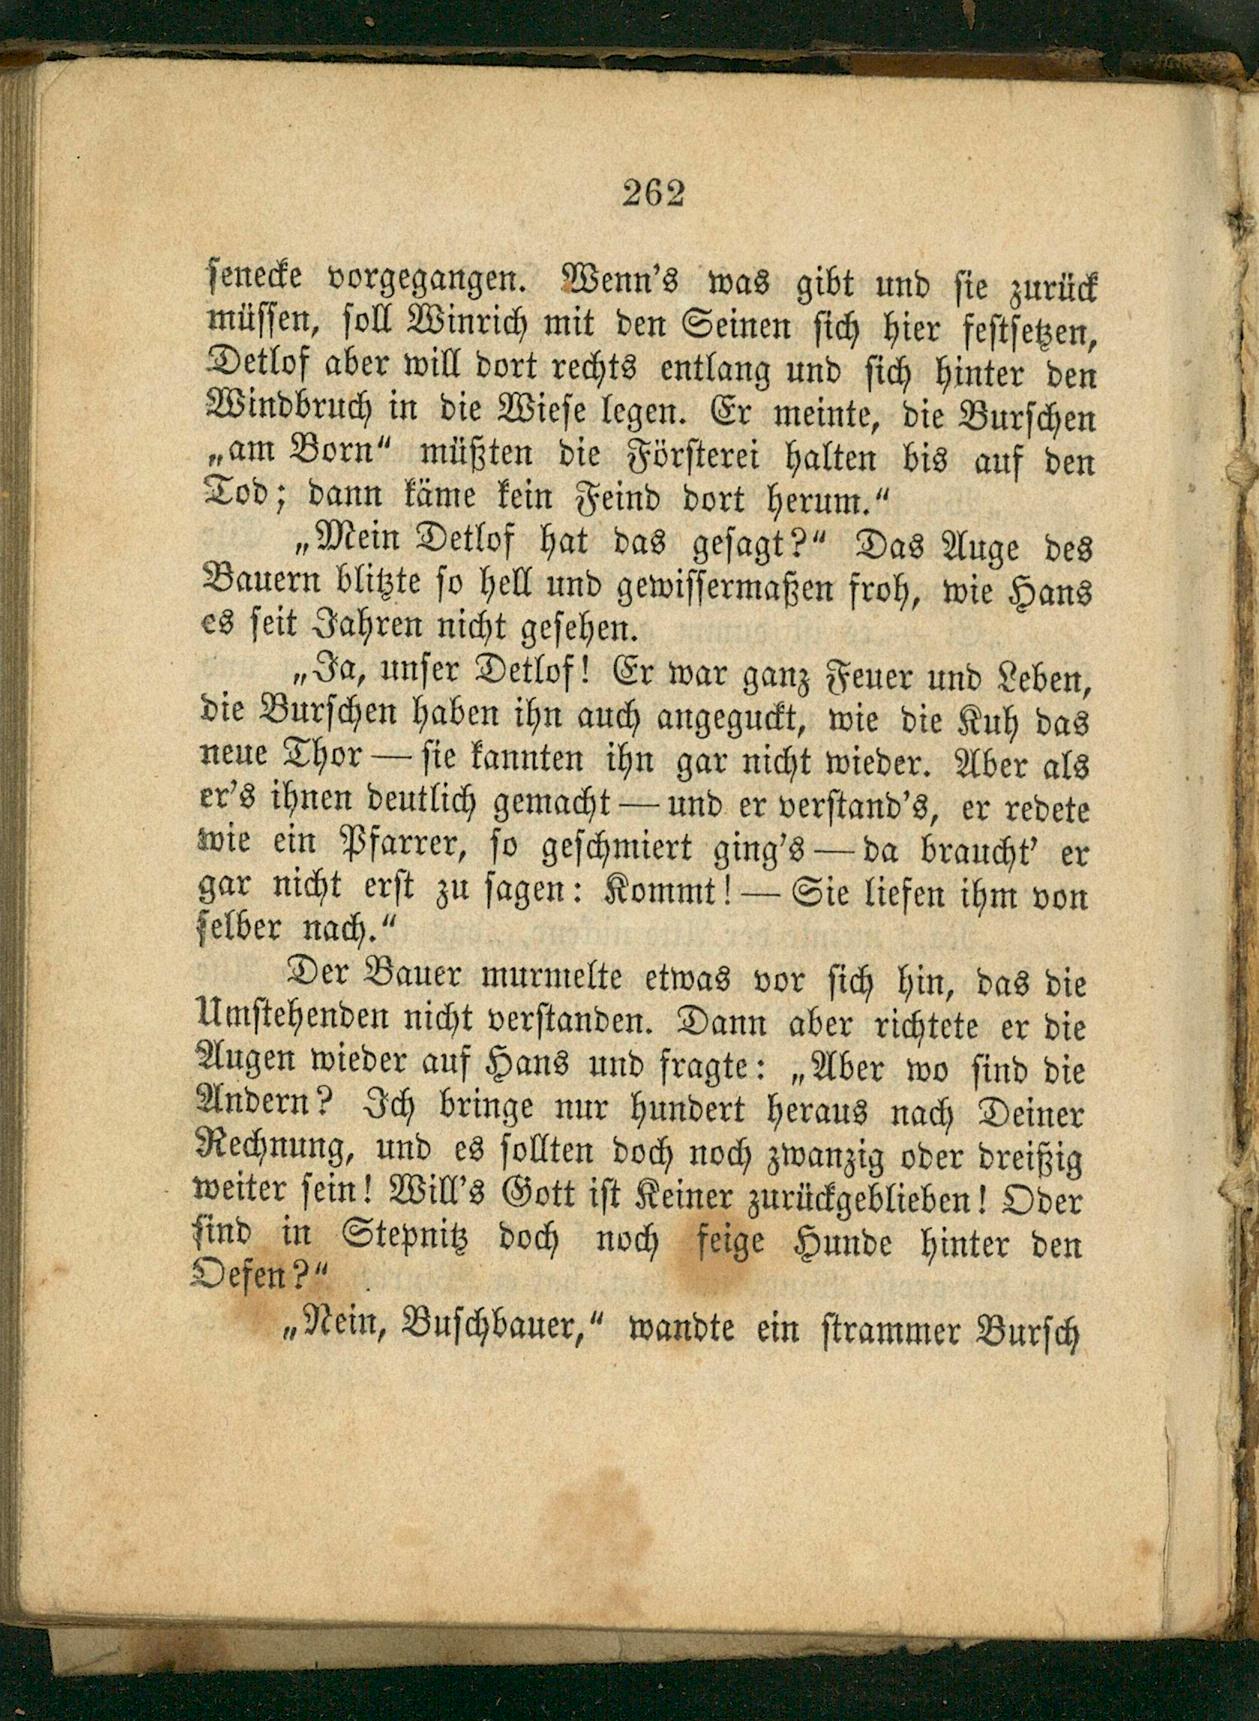 262
senecke vorgegangen. Wenn's was gibt und sie zurück
müssen, soll Winrich mit den Seinen sich hier festsetzen,
Detlof aber will dort rechts entlang und sich hinter den
Windbruch in die Wiese legen. Er meinte, die Burschen
„am Born“ müßten die Försterei halten bis auf den
Tod; dann käme kein Feind dort herum.“
„Mein Detlof hat das gesagt?“ Das Auge des
Bauern blitzte so hell und gewissermaßen froh, wie Hans
es seit Jahren nicht gesehen.
„Ja, unser Detlof! Er war ganz Feuer und Leben,
die Burschen haben ihn auch angeguckt, wie die Kuh das
neue Thor — sie kannten ihn gar nicht wieder. Aber als
er's ihnen deutlich gemacht — und er verstand's, er redete
wie ein Pfarrer, so geschmiert ging's — da braucht' er
gar nicht erst zu sagen: Kommt! — Sie liefen ihm von
selber nach.“
Der Bauer murmelte etwas vor sich hin, das die
Umstehenden nicht verstanden. Dann aber richtete er die
Augen wieder auf Hans und fragte: „Aber wo sind die
Andern? Ich bringe nur hundert heraus nach Deiner
Rechnung, und es sollten doch noch zwanzig oder dreißig
weiter sein! Will's Gott ist Keiner zurückgeblieben! Oder
sind in Stepnitz doch noch feige Hunde hinter den
Oefen?“
„Nein, Buschbauer,“ wandte ein strammer Bursch